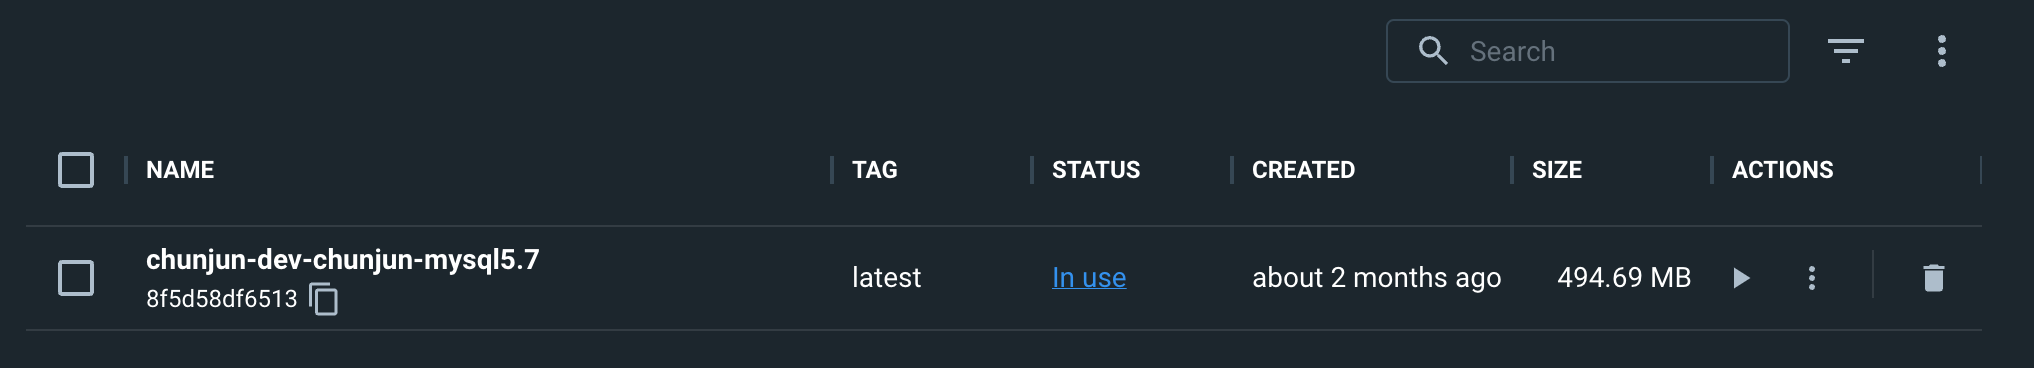 Search
NAME TAG STATUS CREATED SIZE ACTIONS
chunjun-dev-chunjun-mysql5.7
8f5d58df6513
latest In use about 2 months ago 494.69 MB